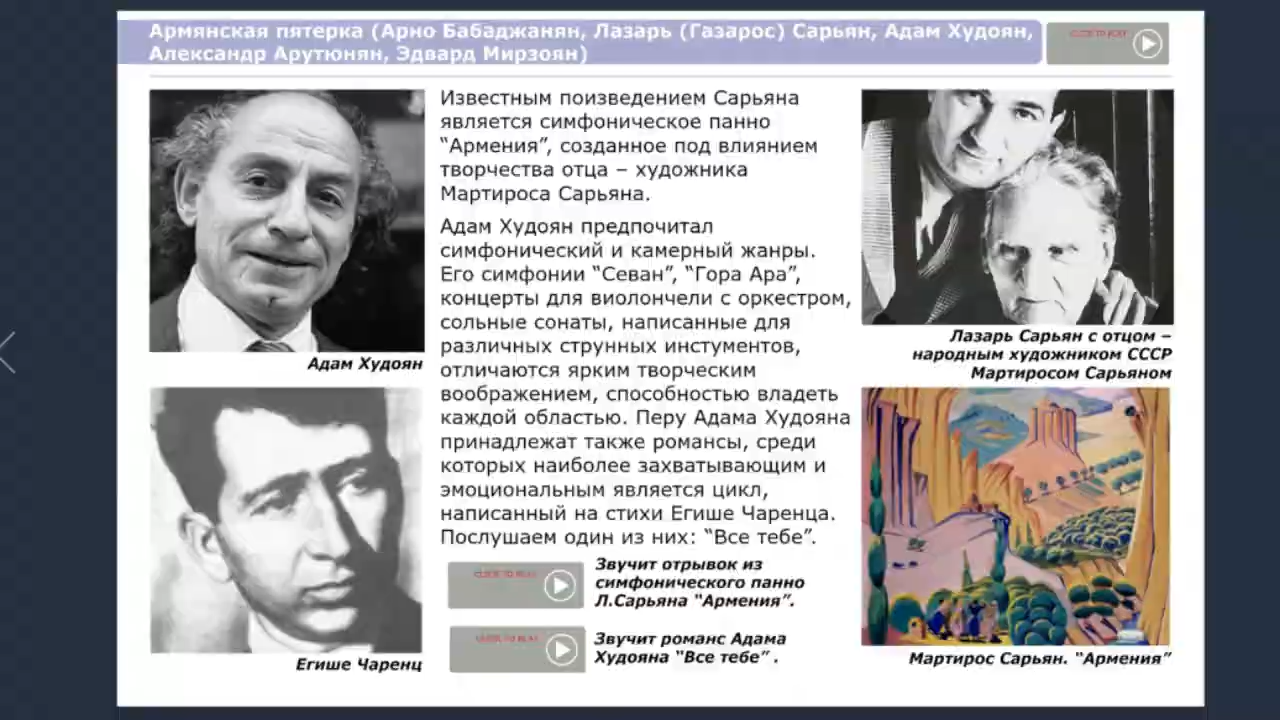 Армянская пятерка (Арно Бабаджанян, Лазарь (Газарос) Сарьян, Адам Худоян,
Александр Арутюнян, Эдвард Мирзоян)
Известным поизведением Сарьяна
является симфоническое панно
“Армения”, созданное под влиянием
творчества отца – художника
Мартироса Сарьяна.
Адам Худоян предпочитал
симфонический и камерный жанры.
Его симфонии “Севан”, “Гора Ара”,
концерты для виолончели с оркестром,
сольные сонаты, написанные для
различных струнных инстументов,
отличаются ярким творческим
воображением, способностью владеть
каждой областью. Перу Адама Худояна
принадлежат также романсы, среди
которых наиболее захватывающим и
эмоциональным является цикл,
написанный на стихи Егише Чаренца.
Послушаем один из них: “Все тебе”.
Звучит отрывок из
симфонического панно
Л.Сарьяна “Армения”.
Звучит романс Адама
Худояна “Все тебе” .
Адам Худоян
Егише Чаренц
Лазарь Сарьян с отцом –
народным художником СССР
Мартиросом Сарьяном
Мартирос Сарьян. “Армения”